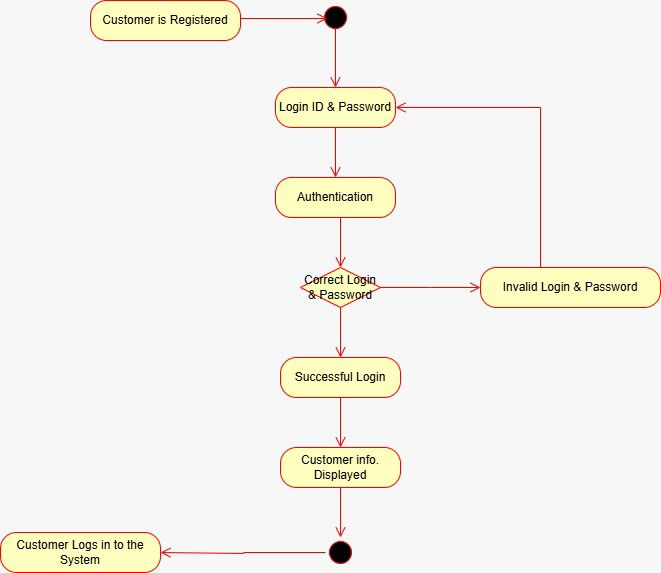 Customer is Registered
Login ID & Password
Authentication
Correct Login
& Password
Invalid Login & Password
Successful Login
Customer info.
Displayed
Customer Logs in to the
System